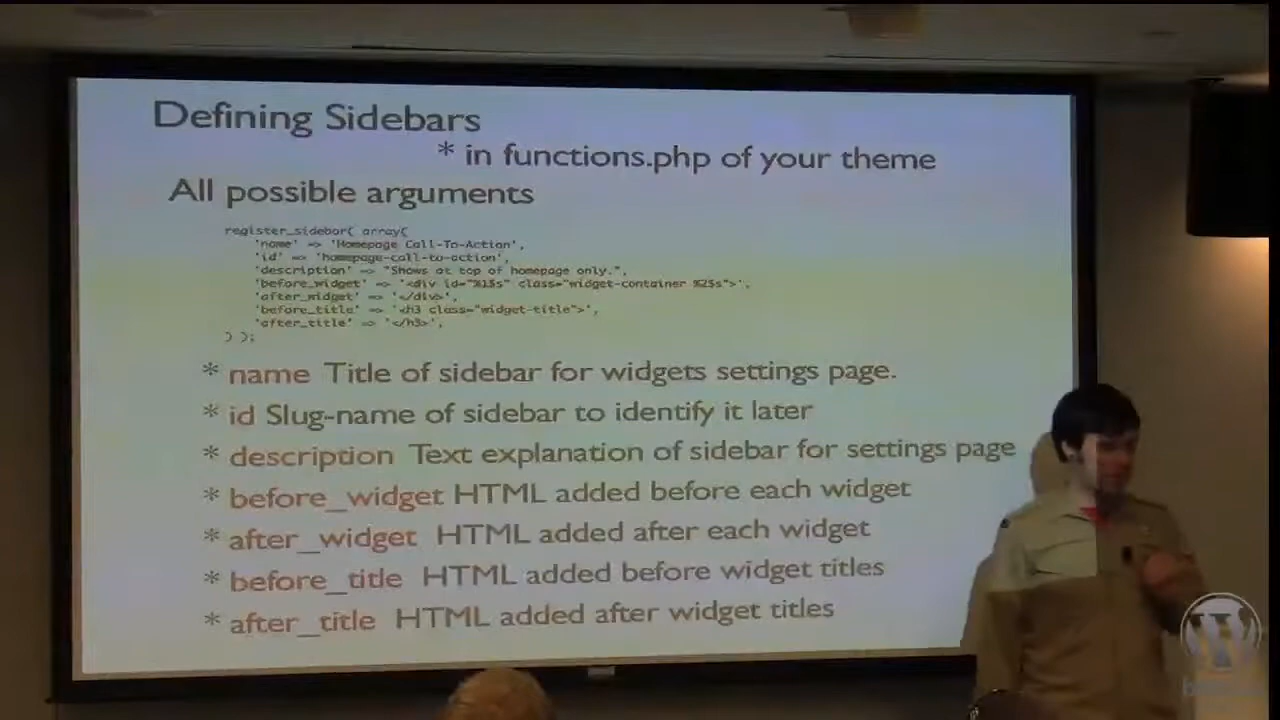 Defining Sidebars
* in functions.php of your theme
All possible arguments
register_sidebar( array(
'name' => 'Homepage Call-To-Action',
'id' => 'homepage-call-to-action',
'description' => "Shows at top of homepage only.",
'before_widget' => '<div id="%1$s" class="widget-container %2$s">',
'after_widget' => '</div>',
'before_title' => '<h3 class="widget-title">',
'after_title' => '</h3>',
) );
* name Title of sidebar for widgets settings page.
* id Slug-name of sidebar to identify it later
* description Text explanation of sidebar for settings page
* before_widget HTML added before each widget
* after_widget HTML added after each widget
* before_title HTML added before widget titles
* after_title HTML added after widget titles